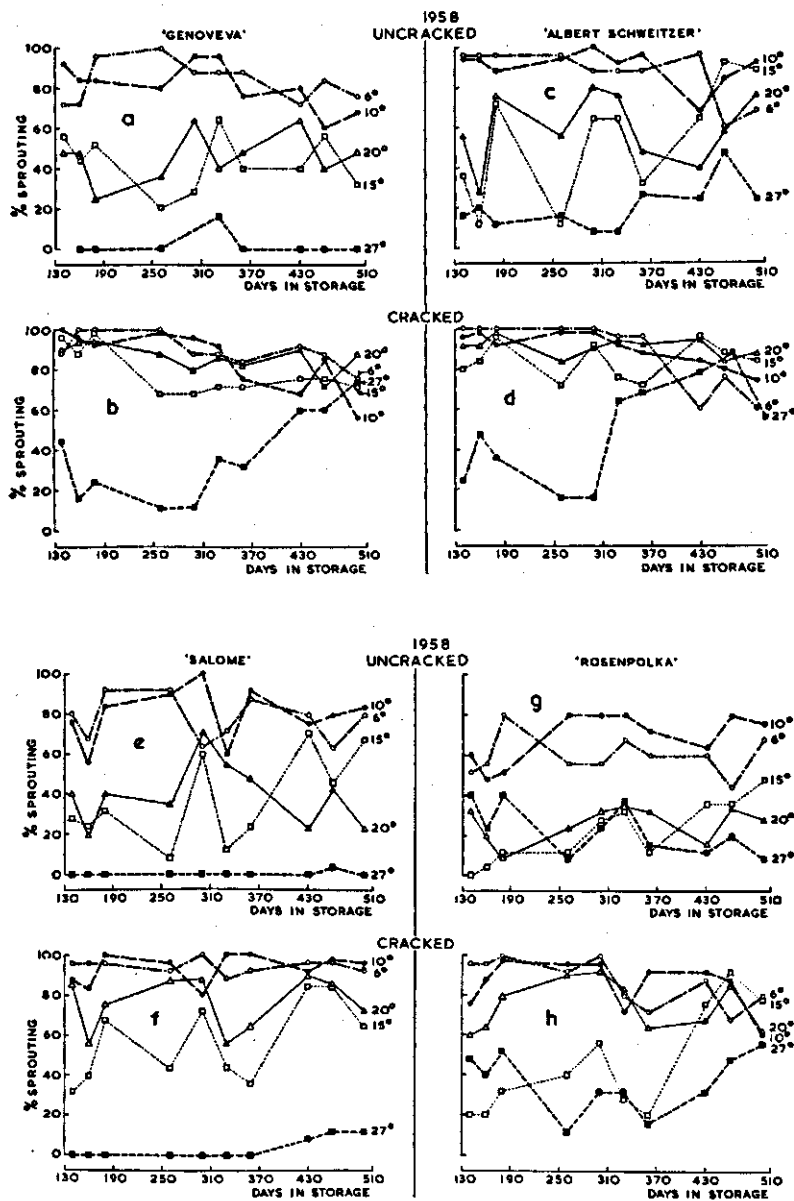 1958
'GENOVEVA' UNCRACKED 'ALBERT SCHWEITZER'
% SPROUTING
100
80
60
40
20
0
a
6°
10°
20°
15°
27°
130 190 250 310 370 430 510
DAYS IN STORAGE
c
10°
15°
20°
6°
27°
130 190 250 310 370 430 510
DAYS IN STORAGE
CRACKED
% SPROUTING
100
80
60
40
20
0
b
20°
6°
27°
15°
10°
130 190 250 310 370 430 510
DAYS IN STORAGE
d
20°
15°
10°
6°
27°
130 190 250 310 370 430 510
DAYS IN STORAGE
1958
'SALOME' UNCRACKED 'ROSENPOLKA'
% SPROUTING
100
80
60
40
20
0
e
10°
6°
15°
20°
27°
130 190 250 310 370 430 510
DAYS IN STORAGE
g
10°
6°
15°
20°
27°
130 190 250 310 370 430 510
DAYS IN STORAGE
CRACKED
% SPROUTING
100
80
60
40
20
0
f
10°
6°
20°
15°
27°
130 190 250 310 370 430 510
DAYS IN STORAGE
h
6°
15°
20°
10°
27°
130 190 250 310 370 430 510
DAYS IN STORAGE